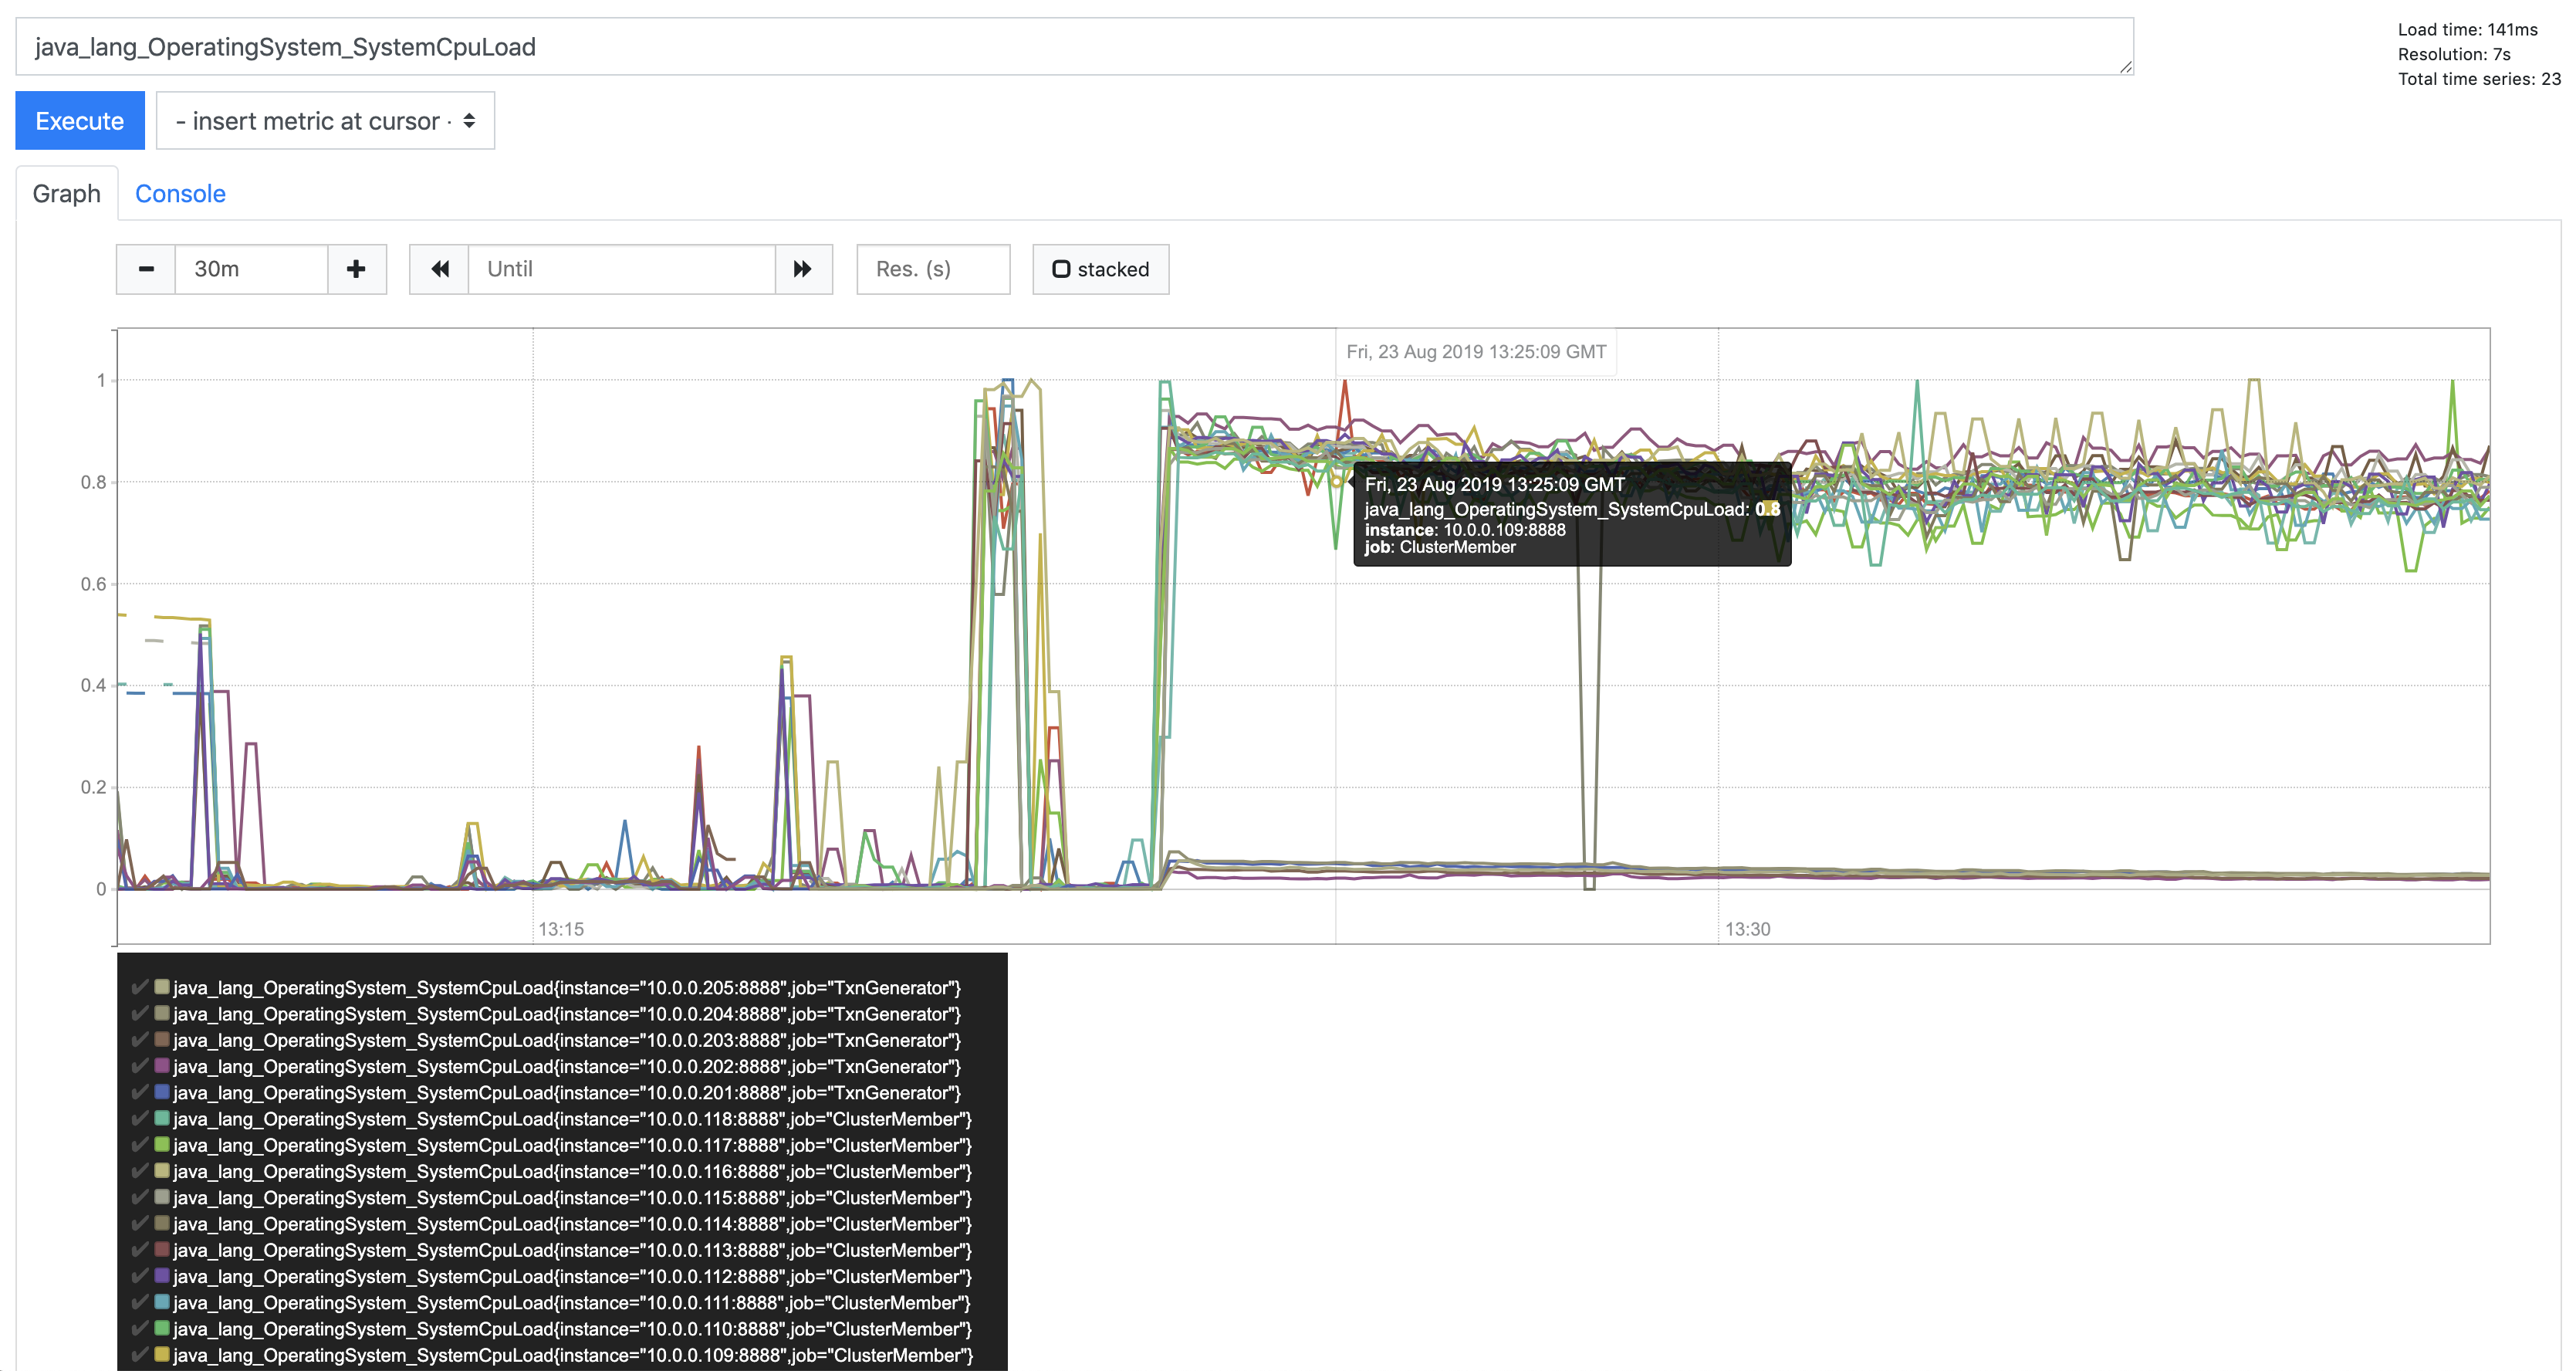 java_lang_OperatingSystem_SystemCpuLoad
Load time: 141ms
Resolution: 7s
Total time series: 23
Execute
- insert metric at cursor -
Graph Console
30m Until Res. (s) stacked
Fri, 23 Aug 2019 13:25:09 GMT
1
0.8
0.6
0.4
0.2
0
Fri, 23 Aug 2019 13:25:09 GMT
java_lang_OperatingSystem_SystemCpuLoad: 0.8
instance: 10.0.0.109:8888
job: ClusterMember
13:15 13:30
java_lang_OperatingSystem_SystemCpuLoad{instance="10.0.0.205:8888",job="TxnGenerator"}
java_lang_OperatingSystem_SystemCpuLoad{instance="10.0.0.204:8888",job="TxnGenerator"}
java_lang_OperatingSystem_SystemCpuLoad{instance="10.0.0.203:8888",job="TxnGenerator"}
java_lang_OperatingSystem_SystemCpuLoad{instance="10.0.0.202:8888",job="TxnGenerator"}
java_lang_OperatingSystem_SystemCpuLoad{instance="10.0.0.201:8888",job="TxnGenerator"}
java_lang_OperatingSystem_SystemCpuLoad{instance="10.0.0.118:8888",job="ClusterMember"}
java_lang_OperatingSystem_SystemCpuLoad{instance="10.0.0.117:8888",job="ClusterMember"}
java_lang_OperatingSystem_SystemCpuLoad{instance="10.0.0.116:8888",job="ClusterMember"}
java_lang_OperatingSystem_SystemCpuLoad{instance="10.0.0.115:8888",job="ClusterMember"}
java_lang_OperatingSystem_SystemCpuLoad{instance="10.0.0.114:8888",job="ClusterMember"}
java_lang_OperatingSystem_SystemCpuLoad{instance="10.0.0.113:8888",job="ClusterMember"}
java_lang_OperatingSystem_SystemCpuLoad{instance="10.0.0.112:8888",job="ClusterMember"}
java_lang_OperatingSystem_SystemCpuLoad{instance="10.0.0.111:8888",job="ClusterMember"}
java_lang_OperatingSystem_SystemCpuLoad{instance="10.0.0.110:8888",job="ClusterMember"}
java_lang_OperatingSystem_SystemCpuLoad{instance="10.0.0.109:8888",job="ClusterMember"}